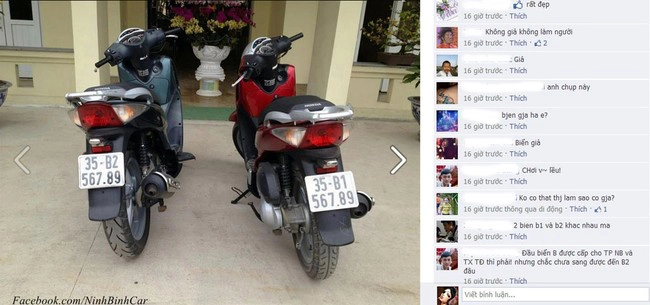 35-B2
567.89
35-B1
567.89
Facebook.com/NinhBinhCar
rất đẹp
16 giờ trước · Thích
Không giả không làm người
16 giờ trước · Thích · 2
Giả
16 giờ trước · Thích
anh chụp này
16 giờ trước · Thích
bjen gja ha e?
16 giờ trước · Thích
Biển giả
16 giờ trước · Thích
CHơi v~ lều!
16 giờ trước · Thích
Ko co that thj lam sao co gja?
16 giờ trước thông qua di động · Thích · 1
2 bien b1 và b2 khac nhau ma
16 giờ trước · Thích
Đầu biển B được cấp cho TP NB và
TX TĐ thì phải! nhưng chắc chưa sang được đến B2
đâu
16 giờ trước · Thích
Viết bình luận...